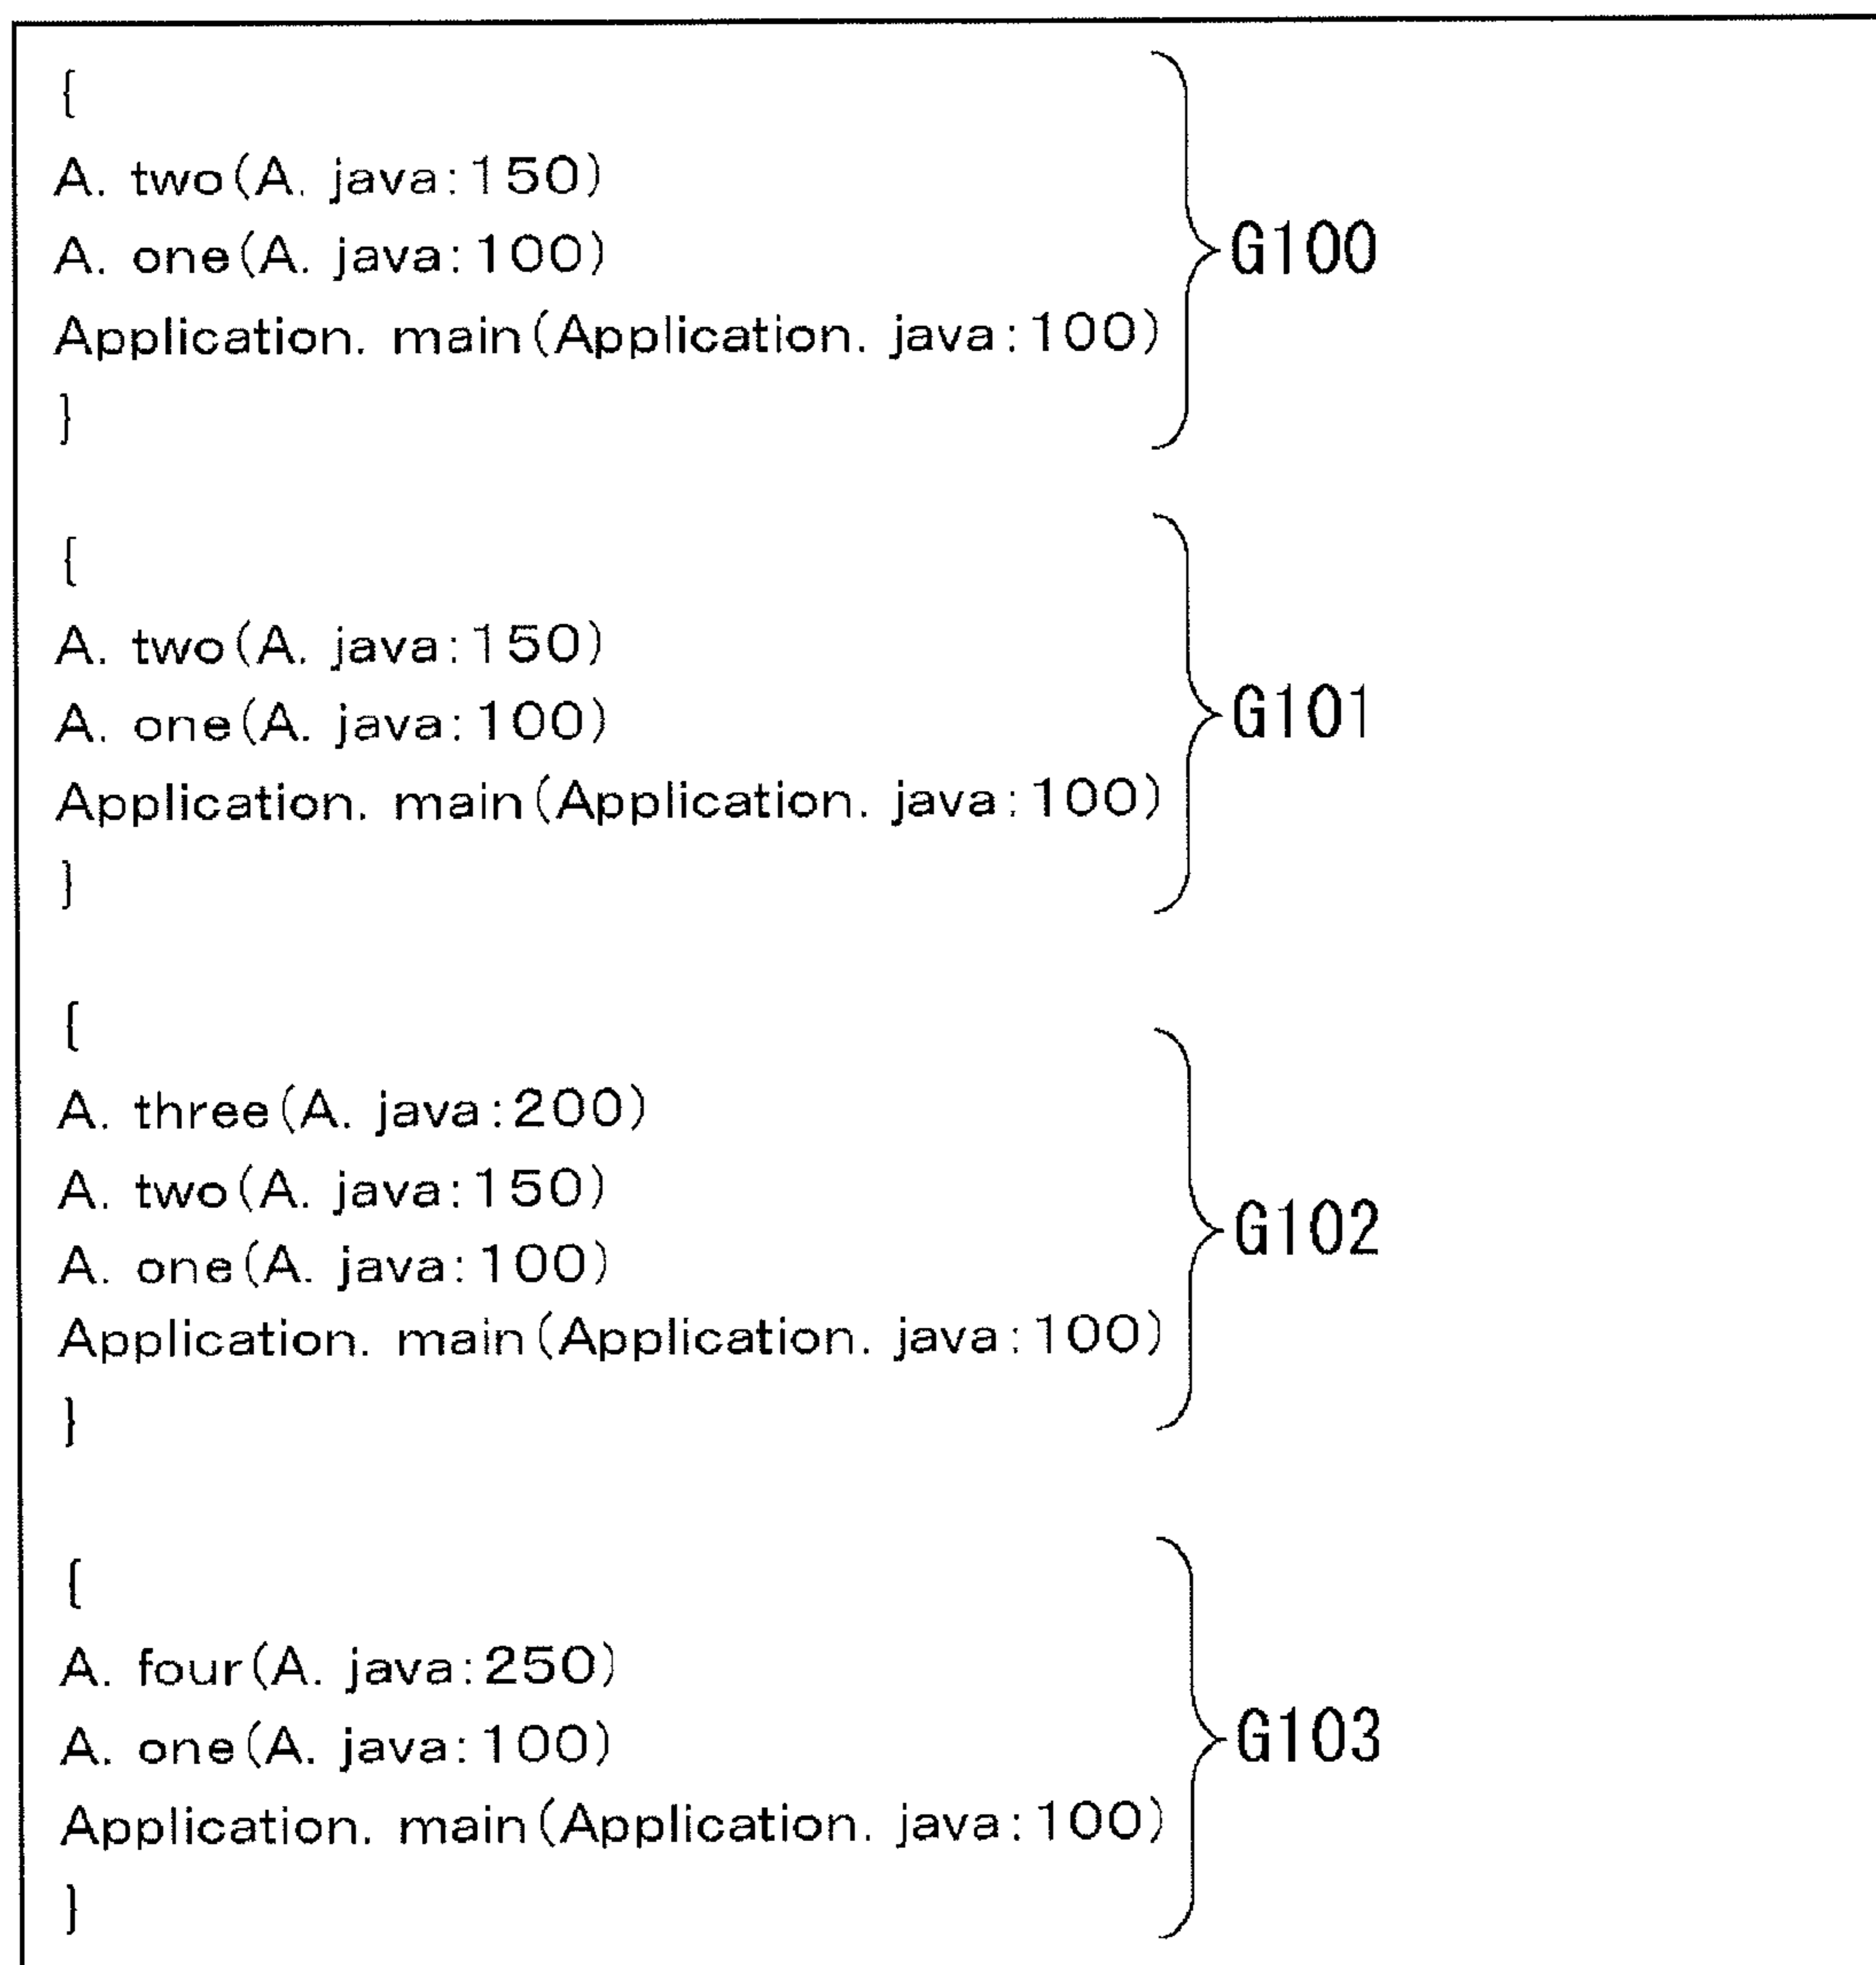 {
A. two(A. java:150)
A. one(A. java:100)
Application. main(Application. java:100)
}
G100
{
A. two(A. java:150)
A. one(A. java:100)
Application. main(Application. java:100)
}
G101
{
A. three(A. java:200)
A. two(A. java:150)
A. one(A. java:100)
Application. main(Application. java:100)
}
G102
{
A. four(A. java:250)
A. one(A. java:100)
Application. main(Application. java:100)
}
G103